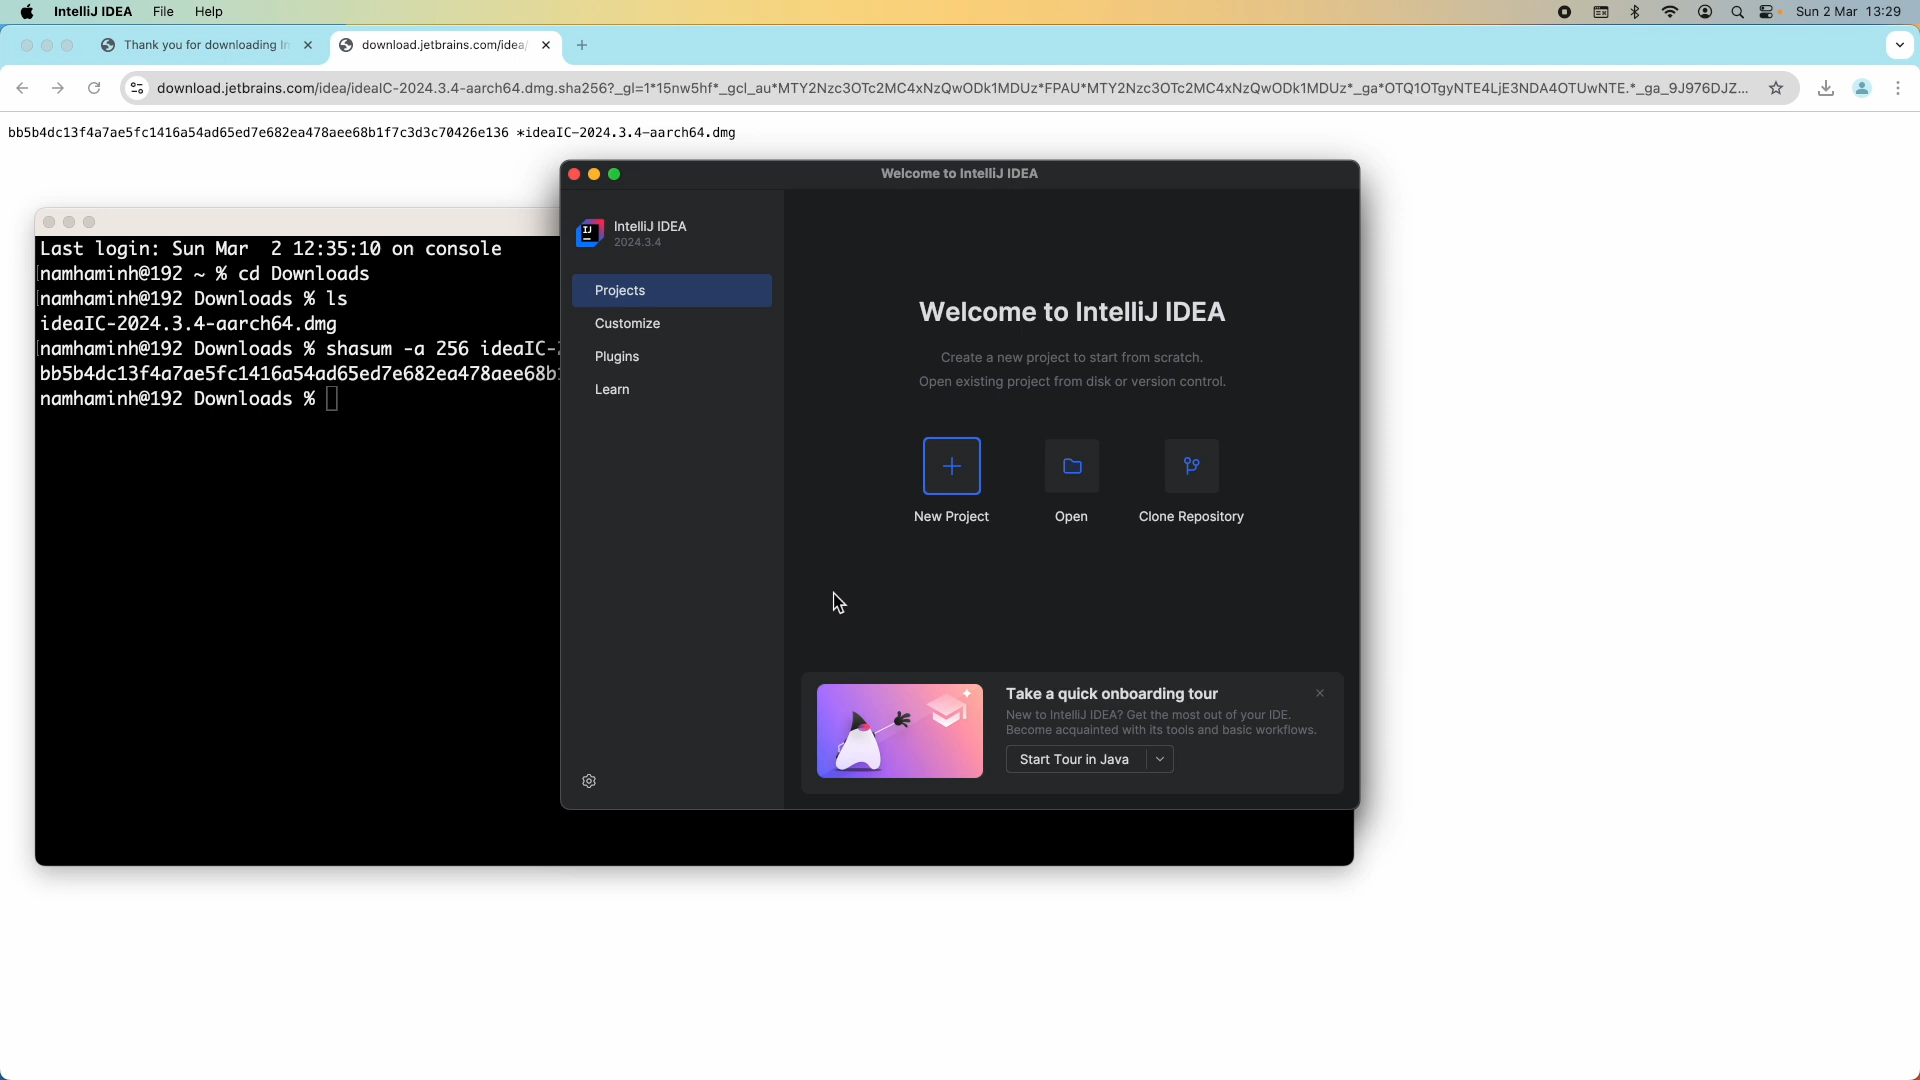 IntelliJ IDEA File Help Sun 2 Mar 13:29
Thank you for downloading In download.jetbrains.com/idea/
download.jetbrains.com/idea/ideaIC-2024.3.4-aarch64.dmg.sha256?_gl=1*15nw5hf*_gcl_au*MTY2Nzc3OTc2MC4xNzQwODk1MDUz*FPAU*MTY2Nzc3OTc2MC4xNzQwODk1MDUz*_ga*OTQ1OTgyNTE4LjE3NDA4OTUwNTE.*_ga_9J976DJZ...
bb5b4dc13f4a7ae5fc1416a54ad65ed7e682ea478aee68b1f7c3d3c70426e136 *ideaIC-2024.3.4-aarch64.dmg
Last login: Sun Mar  2 12:35:10 on console
[namhaminh@192 ~ % cd Downloads
[namhaminh@192 Downloads % ls
ideaIC-2024.3.4-aarch64.dmg
[namhaminh@192 Downloads % shasum -a 256 ideaIC-
bb5b4dc13f4a7ae5fc1416a54ad65ed7e682ea478aee68b
namhaminh@192 Downloads %
Welcome to IntelliJ IDEA
IJ
IntelliJ IDEA
2024.3.4
Projects
Customize
Plugins
Learn
Welcome to IntelliJ IDEA
Create a new project to start from scratch.
Open existing project from disk or version control.
New Project Open Clone Repository
Take a quick onboarding tour
New to IntelliJ IDEA? Get the most out of your IDE.
Become acquainted with its tools and basic workflows.
Start Tour in Java